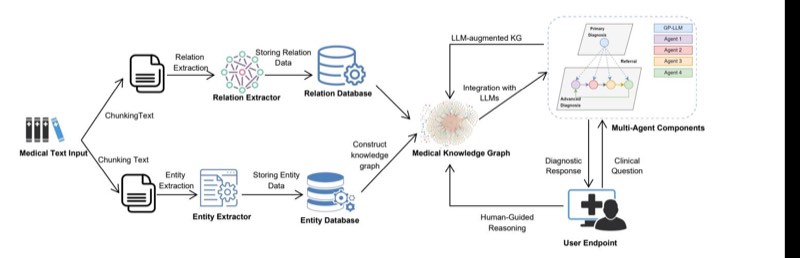 Medical Text Input
ChunkingText
Chunking Text
Relation
Extraction
Relation Extractor
Storing Relation
Data
Relation Database
Entity
Extraction
Entity Extractor
Storing Entity
Data
Entity Database
Construct
knowledge
graph
Medical Knowledge Graph
LLM-augmented KG
Integration with
LLMs
Primary
Diagnosis
Referral
Advanced
Diagnosis
GP-LLM
Agent 1
Agent 2
Agent 3
Agent 4
Multi-Agent Components
Diagnostic
Response
Clinical
Question
Human-Guided
Reasoning
User Endpoint